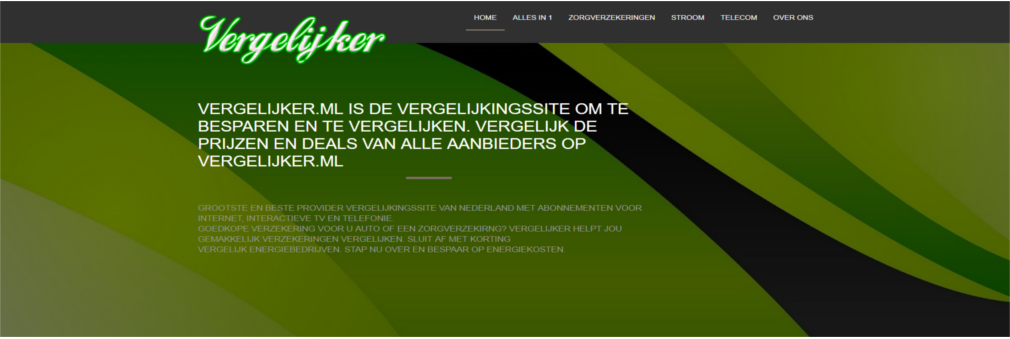 Vergelijker
HOME ALLES IN 1 ZORGVERZEKERINGEN STROOM TELECOM OVER ONS
VERGELIJKER.ML IS DE VERGELIJKINGSSITE OM TE
BESPAREN EN TE VERGELIJKEN. VERGELIJK DE
PRIJZEN EN DEALS VAN ALLE AANBIEDERS OP
VERGELIJKER.ML
GROOTSTE EN BESTE PROVIDER VERGELIJKINGSSITE VAN NEDERLAND MET ABONNEMENTEN VOOR
INTERNET, INTERACTIEVE TV EN TELEFONIE.
GOEDKOPE VERZEKERING VOOR U AUTO OF EEN ZORGVERZEKIRNG? VERGELIJKER HELPT JOU
GEMAKKELIJK VERZEKERINGEN VERGELIJKEN. SLUIT AF MET KORTING
VERGELIJK ENERGIEBEDRIJVEN. STAP NU OVER EN BESPAAR OP ENERGIEKOSTEN.